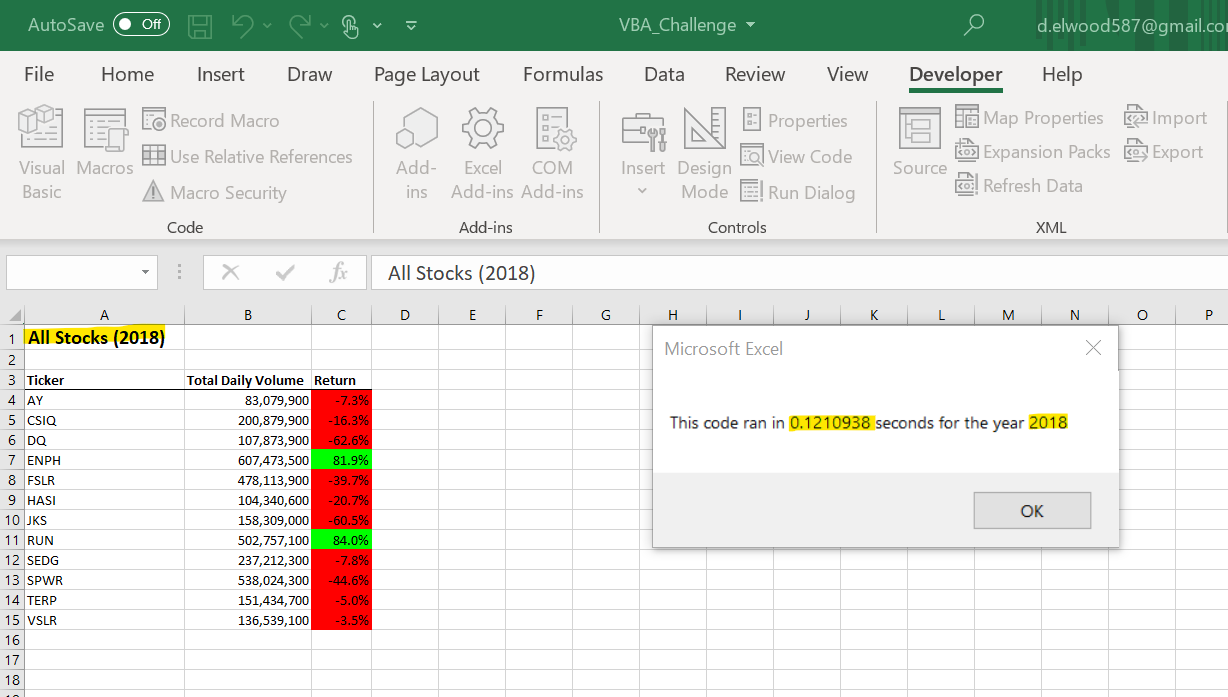 AutoSave Off VBA_Challenge d.elwood587@gmail.co
File Home Insert Draw Page Layout Formulas Data Review View Developer Help
Visual Basic
Macros
Record Macro
Use Relative References
Macro Security
Code
Add-ins
Excel Add-ins
COM Add-ins
Add-ins
Insert
Design Mode
Properties
View Code
Run Dialog
Controls
Source
Map Properties
Expansion Packs
Refresh Data
Import
Export
XML
fx All Stocks (2018)
A B C D E F G H I J K L M N O P
1 All Stocks (2018)
2
3 Ticker Total Daily Volume Return
4 AY 83,079,900 -7.3%
5 CSIQ 200,879,900 -16.3%
6 DQ 107,873,900 -62.6%
7 ENPH 607,473,500 81.9%
8 FSLR 478,113,900 -39.7%
9 HASI 104,340,600 -20.7%
10 JKS 158,309,000 -60.5%
11 RUN 502,757,100 84.0%
12 SEDG 237,212,300 -7.8%
13 SPWR 538,024,300 -44.6%
14 TERP 151,434,700 -5.0%
15 VSLR 136,539,100 -3.5%
16
17
18
Microsoft Excel
This code ran in 0.1210938 seconds for the year 2018
OK